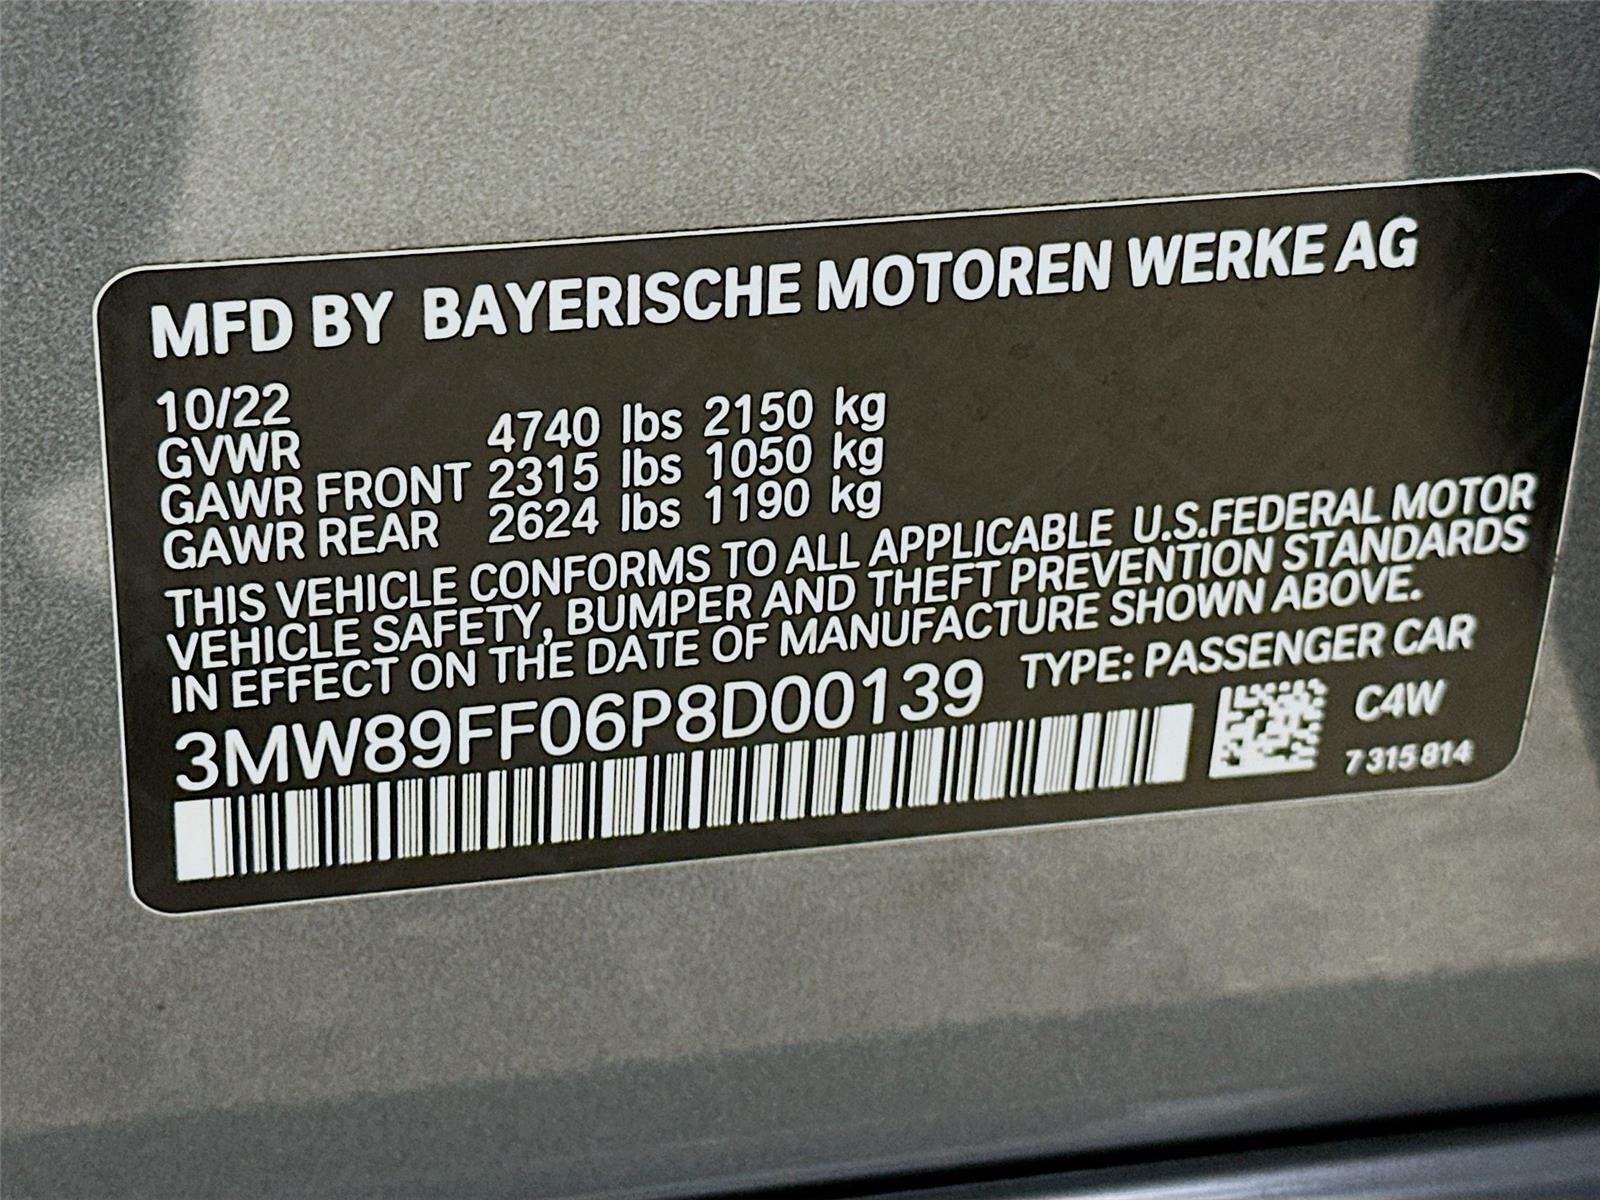 MFD BY BAYERISCHE MOTOREN WERKE AG
10/22
GVWR 4740 lbs 2150 kg
GAWR FRONT 2315 lbs 1050 kg
GAWR REAR 2624 lbs 1190 kg
THIS VEHICLE CONFORMS TO ALL APPLICABLE U.S.FEDERAL MOTOR
VEHICLE SAFETY, BUMPER AND THEFT PREVENTION STANDARDS
IN EFFECT ON THE DATE OF MANUFACTURE SHOWN ABOVE.
3MW89FF06P8D00139 TYPE: PASSENGER CAR
C4W
7 315 814